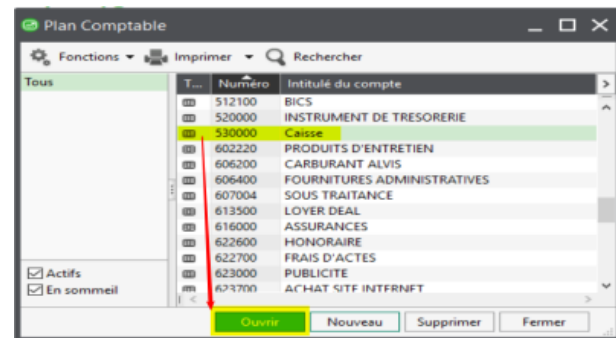 Plan Comptable
Fonctions Imprimer Rechercher
Tous
T... Numéro Intitulé du compte
512100 BICS
520000 INSTRUMENT DE TRESORERIE
530000 Caisse
602220 PRODUITS D'ENTRETIEN
606200 CARBURANT ALVIS
606400 FOURNITURES ADMINISTRATIVES
607004 SOUS TRAITANCE
613500 LOYER DEAL
616000 ASSURANCES
622600 HONORAIRE
622700 FRAIS D'ACTES
623000 PUBLICITE
623700 ACHAT SITE INTERNET
Actifs
En sommeil
Ouvrir Nouveau Supprimer Fermer